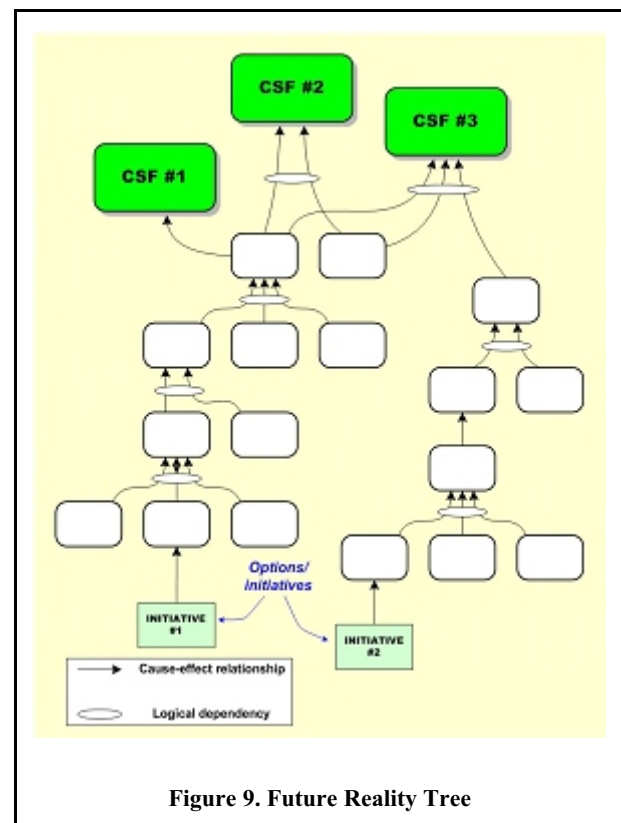 CSF #2
CSF #3
CSF #1
Options/
Initiatives
INITIATIVE
#1
INITIATIVE
#2
Cause-effect relationship
Logical dependency
Figure 9. Future Reality Tree